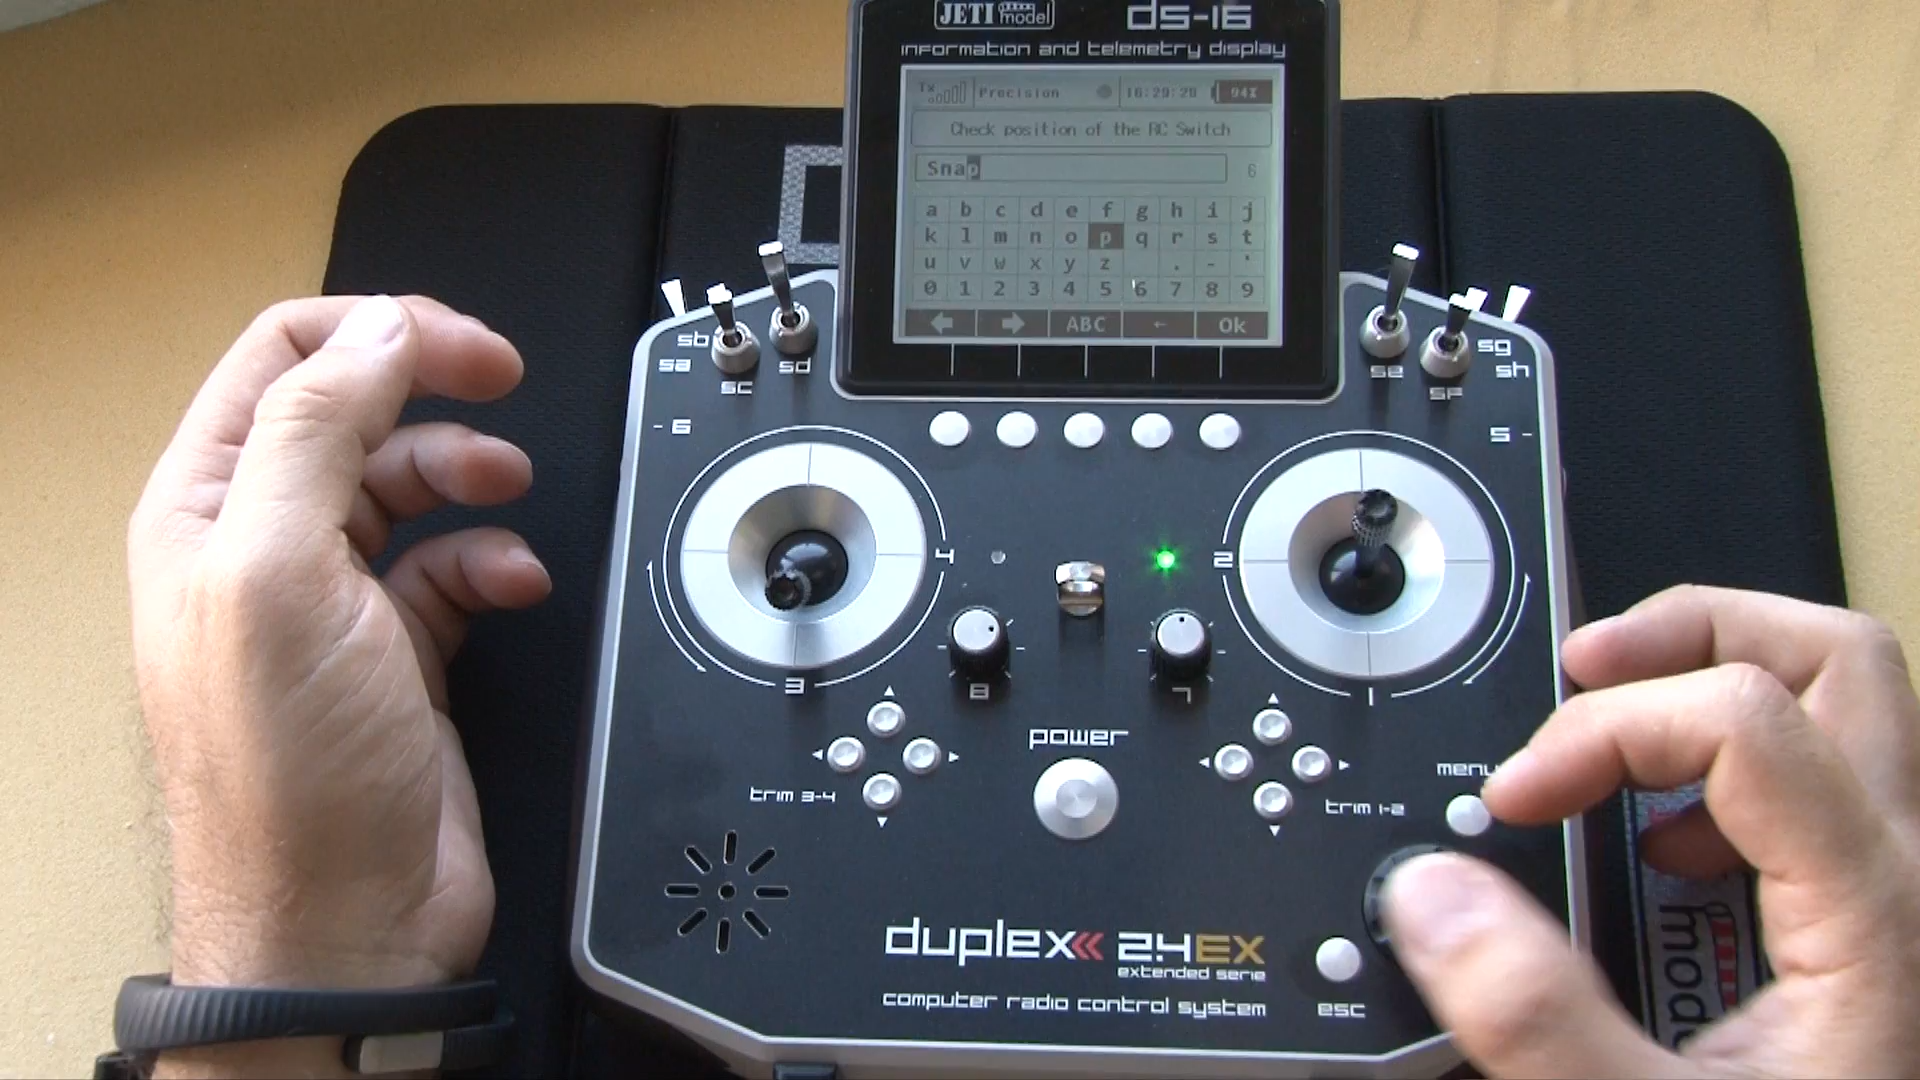 JETI model ds-16
information and telemetry display
Tx Precision 16:29:29 94%
Check position of the RC Switch
Snap 6
a b c d e f g h i j
k l m n o p q r s t
u v w x y z . - '
0 1 2 3 4 5 6 7 8 9
ABC ← Ok
sb
sa
sc
sd
se
sf
sg
sh
- 6
5 -
4
2
3
8
7
1
power
menu
trim 3-4
trim 1-2
duplex 2.4EX
extended serie
computer radio control system
esc
mode